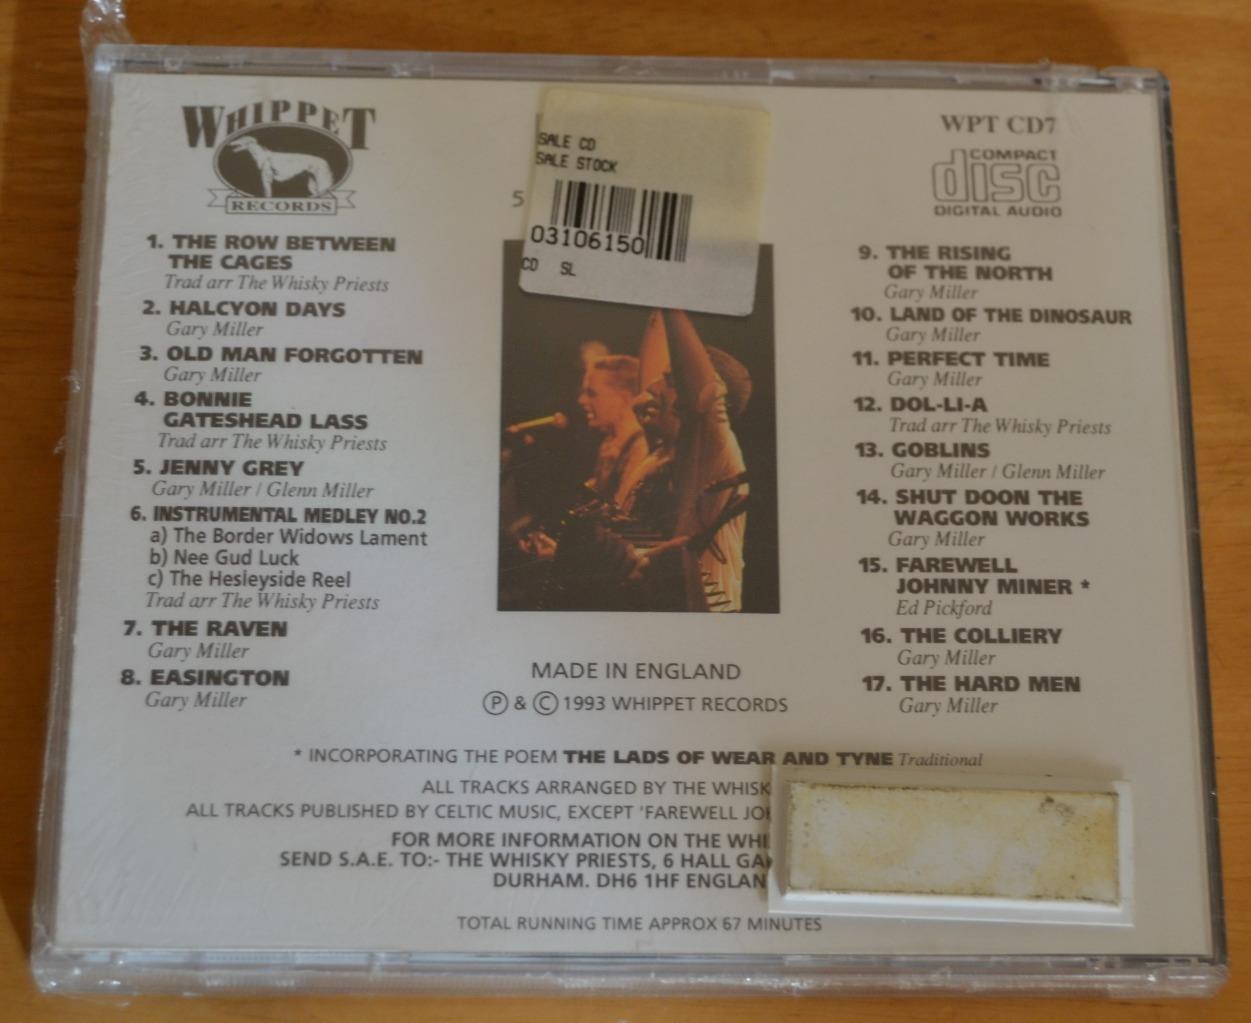 WHIPPET
RECORDS
SALE CD
SALE STOCK
5
03106150
CD SL
WPT CD7
COMPACT
disc
DIGITAL AUDIO
1. THE ROW BETWEEN
THE CAGES
Trad arr The Whisky Priests
2. HALCYON DAYS
Gary Miller
3. OLD MAN FORGOTTEN
Gary Miller
4. BONNIE
GATESHEAD LASS
Trad arr The Whisky Priests
5. JENNY GREY
Gary Miller / Glenn Miller
6. INSTRUMENTAL MEDLEY NO.2
a) The Border Widows Lament
b) Nee Gud Luck
c) The Hesleyside Reel
Trad arr The Whisky Priests
7. THE RAVEN
Gary Miller
8. EASINGTON
Gary Miller
9. THE RISING
OF THE NORTH
Gary Miller
10. LAND OF THE DINOSAUR
Gary Miller
11. PERFECT TIME
Gary Miller
12. DOL-LI-A
Trad arr The Whisky Priests
13. GOBLINS
Gary Miller / Glenn Miller
14. SHUT DOON THE
WAGGON WORKS
Gary Miller
15. FAREWELL
JOHNNY MINER *
Ed Pickford
16. THE COLLIERY
Gary Miller
17. THE HARD MEN
Gary Miller
MADE IN ENGLAND
Ⓟ & Ⓒ 1993 WHIPPET RECORDS
* INCORPORATING THE POEM THE LADS OF WEAR AND TYNE Traditional
ALL TRACKS ARRANGED BY THE WHISK
ALL TRACKS PUBLISHED BY CELTIC MUSIC, EXCEPT 'FAREWELL JO
FOR MORE INFORMATION ON THE WHI
SEND S.A.E. TO:- THE WHISKY PRIESTS, 6 HALL GA
DURHAM. DH6 1HF ENGLAN
TOTAL RUNNING TIME APPROX 67 MINUTES